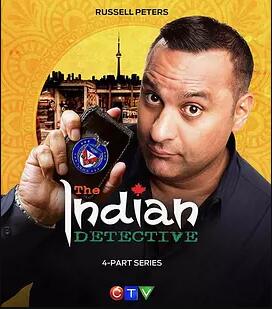 RUSSELL PETERS
The
Indian
DETECTIVE
4-PART SERIES
CTV